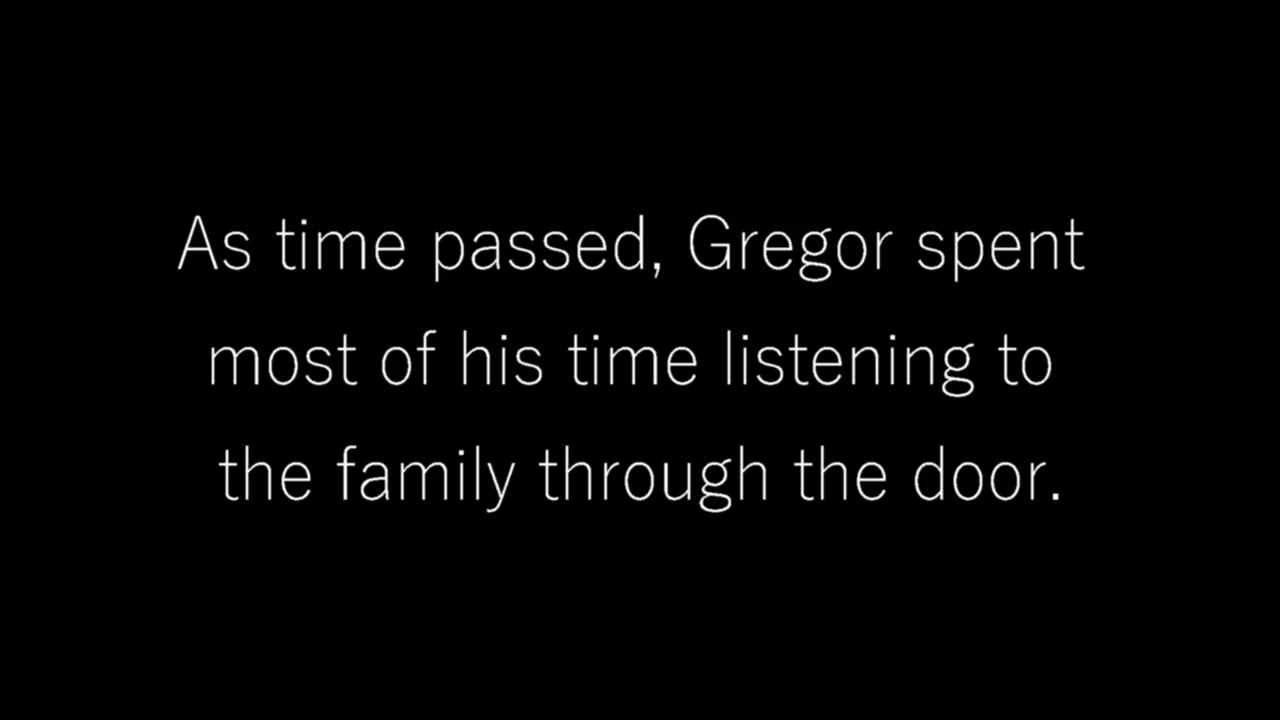 As time passed, Gregor spent
most of his time listening to
the family through the door.